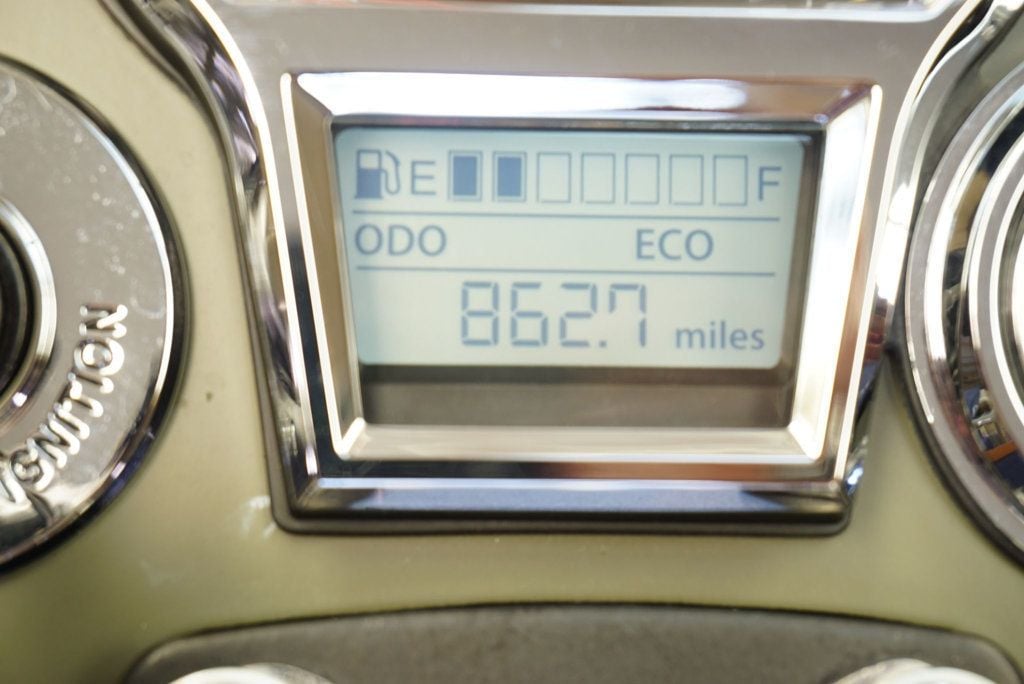 E F
ODO ECO
862.7 miles
IGNITION